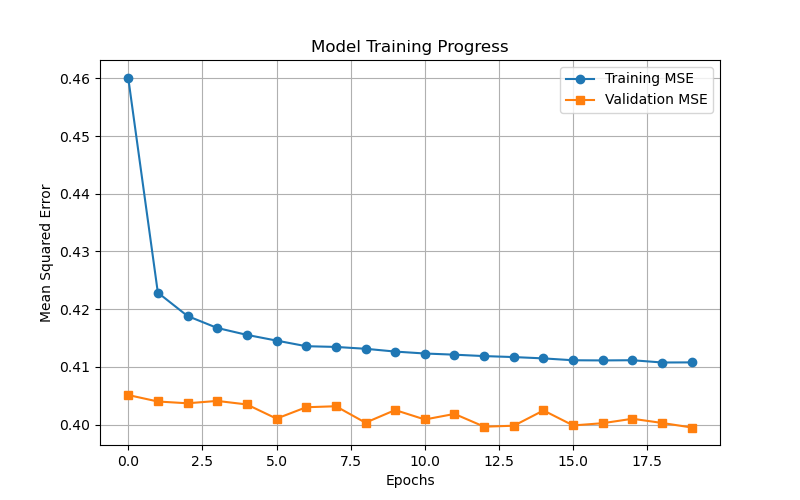 Model Training Progress
Training MSE
Validation MSE
Mean Squared Error
0.46
0.45
0.44
0.43
0.42
0.41
0.40
0.0 2.5 5.0 7.5 10.0 12.5 15.0 17.5
Epochs